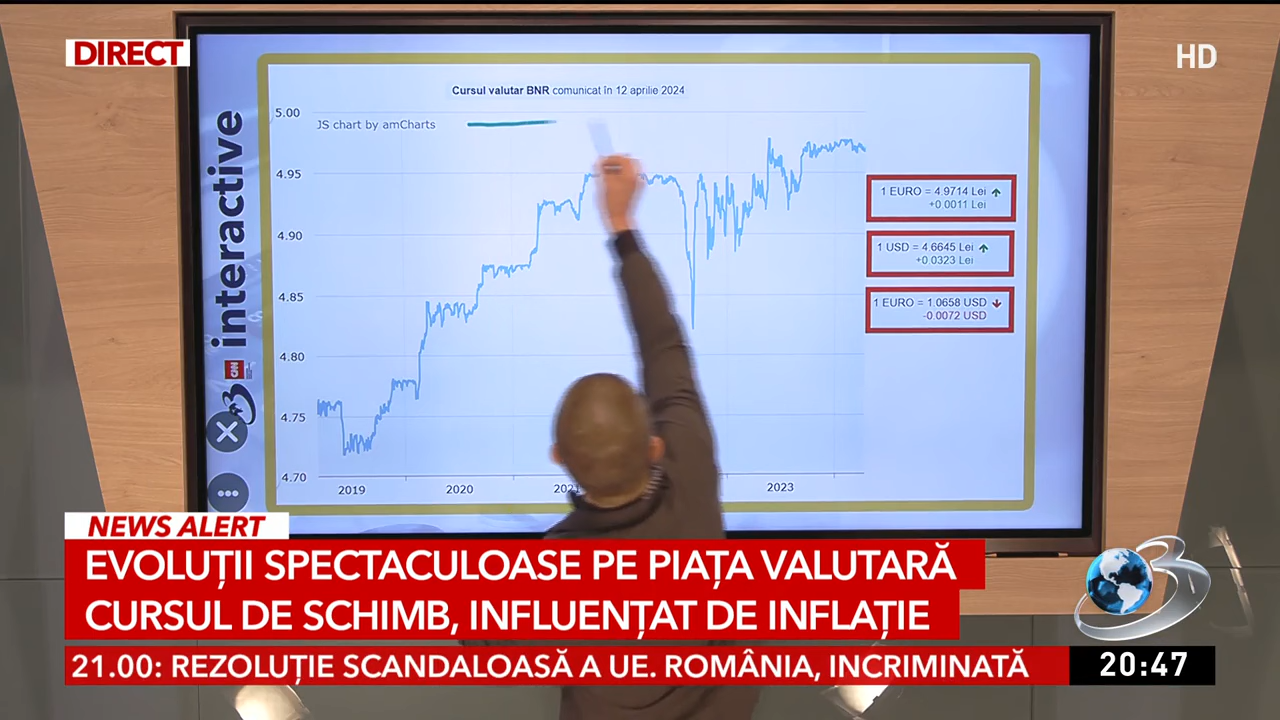 DIRECT
HD
interactive
CNN
Cursul valutar BNR comunicat în 12 aprilie 2024
JS chart by amCharts
5.00
4.95
4.90
4.85
4.80
4.75
4.70
2019
2020
2021
2023
1 EURO = 4.9714 Lei
+0.0011 Lei
1 USD = 4.6645 Lei
+0.0323 Lei
1 EURO = 1.0658 USD
-0.0072 USD
NEWS ALERT
EVOLUȚII SPECTACULOASE PE PIAȚA VALUTARĂ
CURSUL DE SCHIMB, INFLUENȚAT DE INFLAȚIE
21.00: REZOLUȚIE SCANDALOASĂ A UE. ROMÂNIA, INCRIMINATĂ
20:47
3